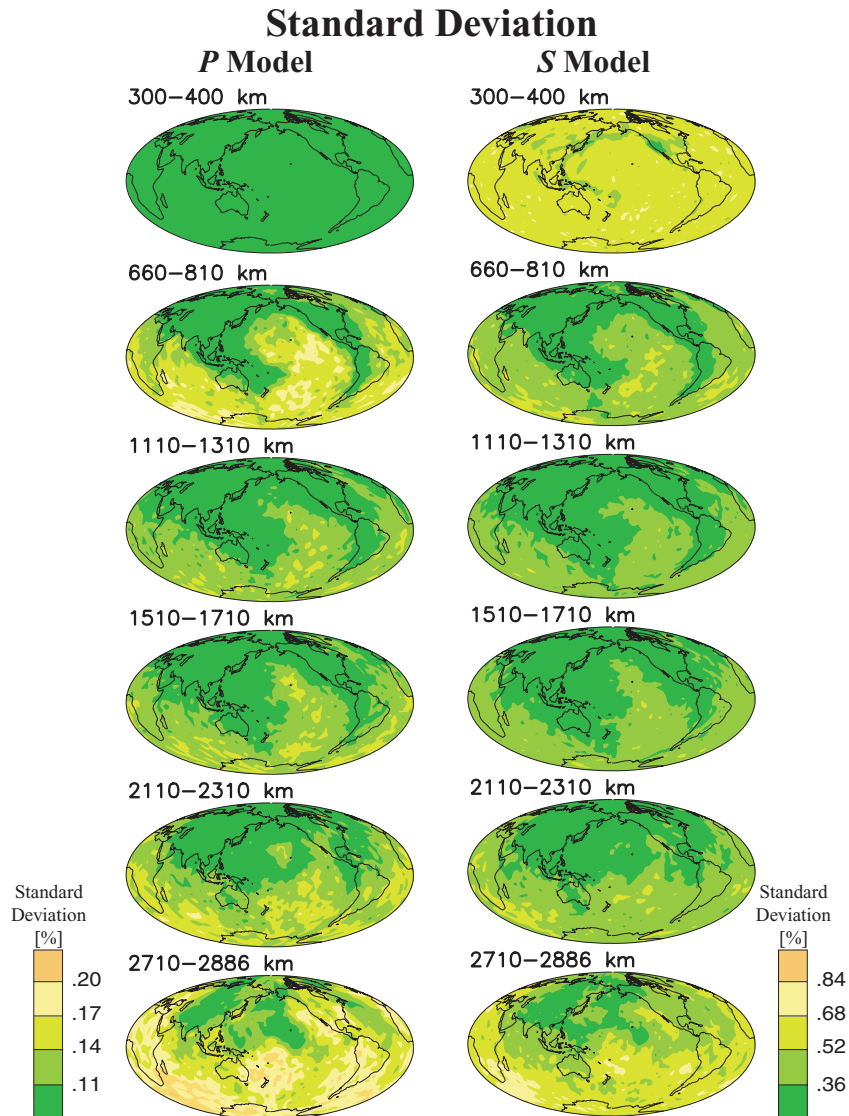 Standard Deviation
P Model
S Model
300–400 km
300–400 km
660–810 km
660–810 km
1110–1310 km
1110–1310 km
1510–1710 km
1510–1710 km
2110–2310 km
2110–2310 km
2710–2886 km
2710–2886 km
Standard
Deviation
[%]
.20
.17
.14
.11
Standard
Deviation
[%]
.84
.68
.52
.36